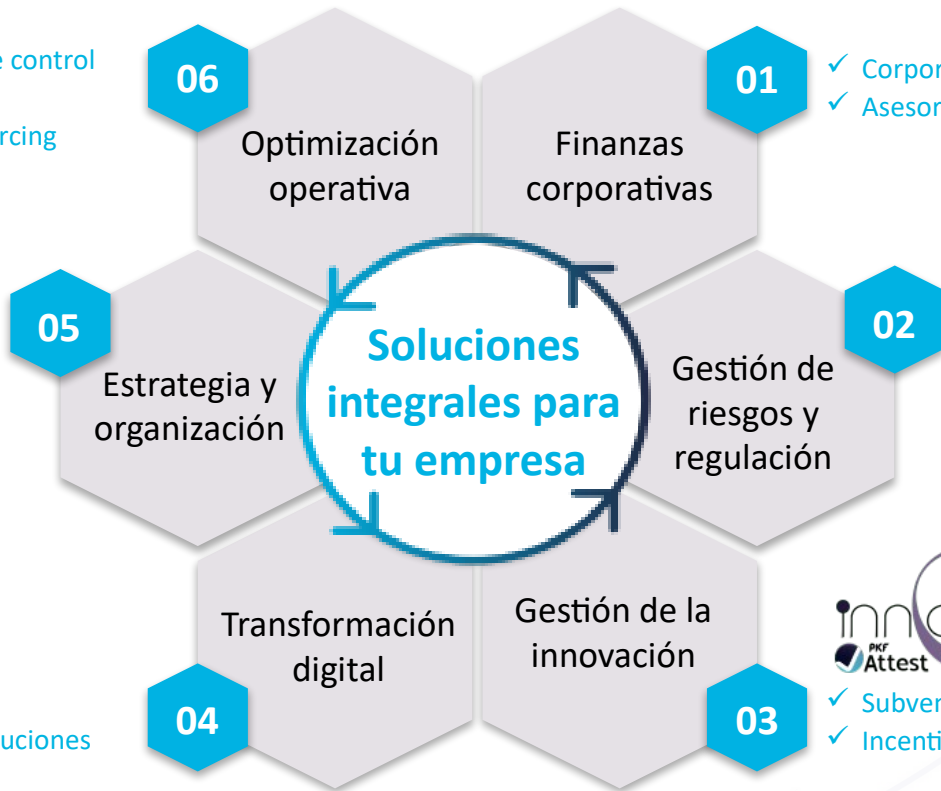 e control
rcing
06
Optimización
operativa
01
Finanzas
corporativas
✓ Corpor
✓ Asesor
05
Estrategia y
organización
Soluciones
integrales para
tu empresa
02
Gestión de
riesgos y
regulación
04
Transformación
digital
uciones
03
Gestión de la
innovación
inno
PKF
Attest
✓ Subver
✓ Incenti